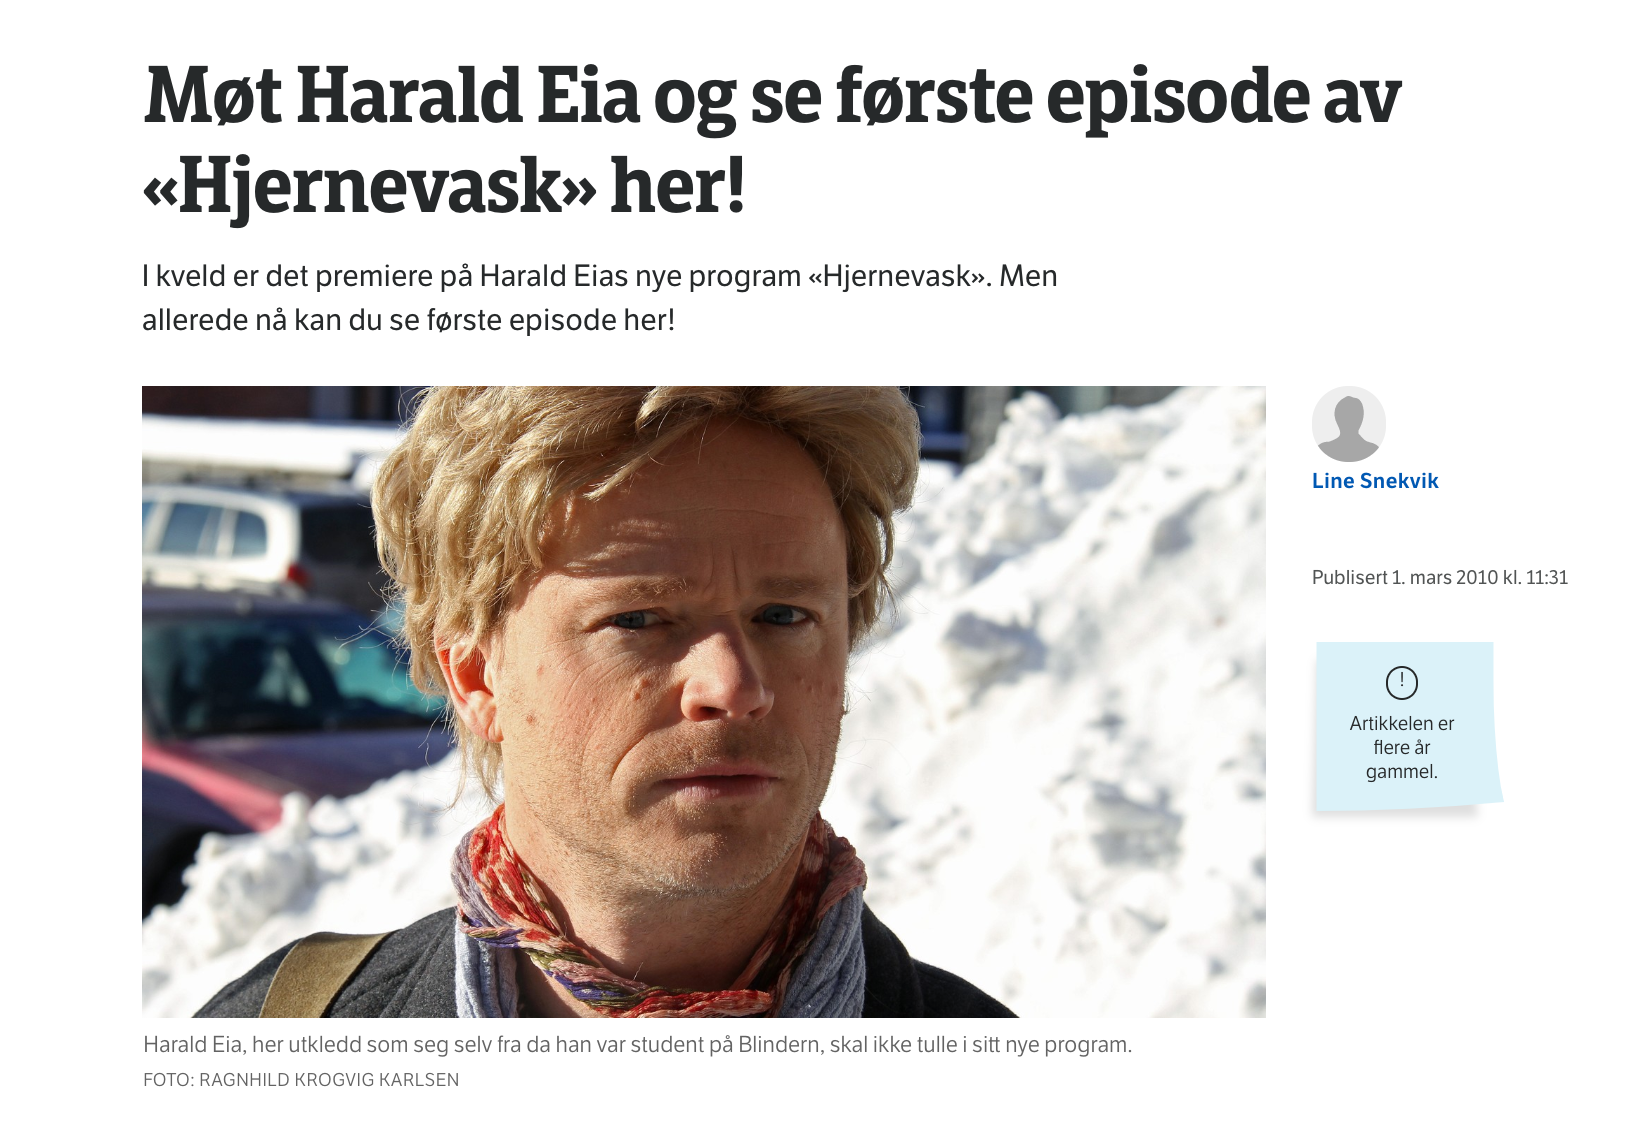 Møt Harald Eia og se første episode av
«Hjernevask» her!
I kveld er det premiere på Harald Eias nye program «Hjernevask». Men
allerede nå kan du se første episode her!
Line Snekvik
Publisert 1. mars 2010 kl. 11:31
!
Artikkelen er
flere år
gammel.
Harald Eia, her utkledd som seg selv fra da han var student på Blindern, skal ikke tulle i sitt nye program.
FOTO: RAGNHILD KROGVIG KARLSEN